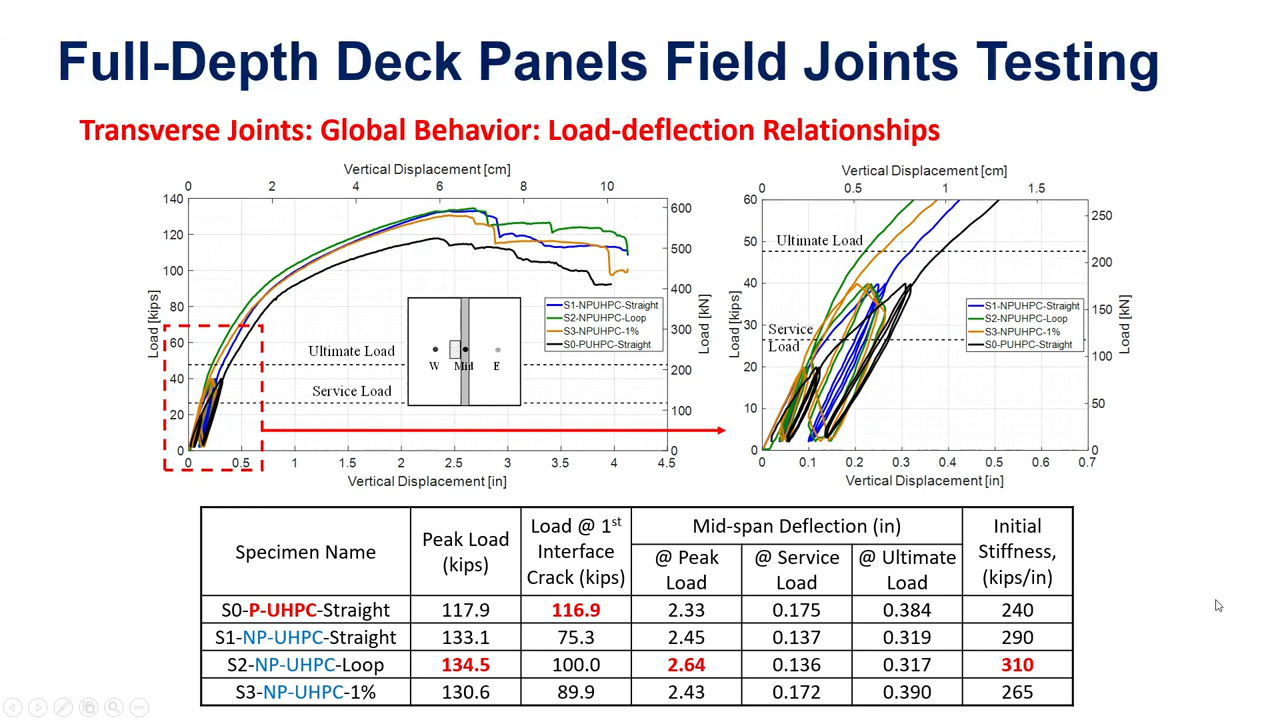 Full-Depth Deck Panels Field Joints Testing
Transverse Joints: Global Behavior: Load-deflection Relationships
Vertical Displacement [cm]
0 2 4 6 8 10
140
120
100
80
60
40
20
0
Load [kips]
600
500
400
300
200
100
0
Load [kN]
S1-NPUHPC-Straight
S2-NPUHPC-Loop
S3-NPUHPC-1%
S0-PUHPC-Straight
Ultimate Load
Service Load
W Mid E
0 0.5 1 1.5 2 2.5 3 3.5 4 4.5
Vertical Displacement [in]
Vertical Displacement [cm]
0 0.5 1 1.5
60
50
40
30
20
10
0
Load [kips]
250
200
150
100
50
0
Load [kN]
Ultimate Load
Service
Load
S1-NPUHPC-Straight
S2-NPUHPC-Loop
S3-NPUHPC-1%
S0-PUHPC-Straight
0 0.1 0.2 0.3 0.4 0.5 0.6 0.7
Vertical Displacement [in]
Specimen Name
Peak Load
(kips)
Load @ 1st
Interface
Crack (kips)
Mid-span Deflection (in)
@ Peak
Load
@ Service
Load
@ Ultimate
Load
Initial
Stiffness,
(kips/in)
S0-P-UHPC-Straight 117.9 116.9 2.33 0.175 0.384 240
S1-NP-UHPC-Straight 133.1 75.3 2.45 0.137 0.319 290
S2-NP-UHPC-Loop 134.5 100.0 2.64 0.136 0.317 310
S3-NP-UHPC-1% 130.6 89.9 2.43 0.172 0.390 265